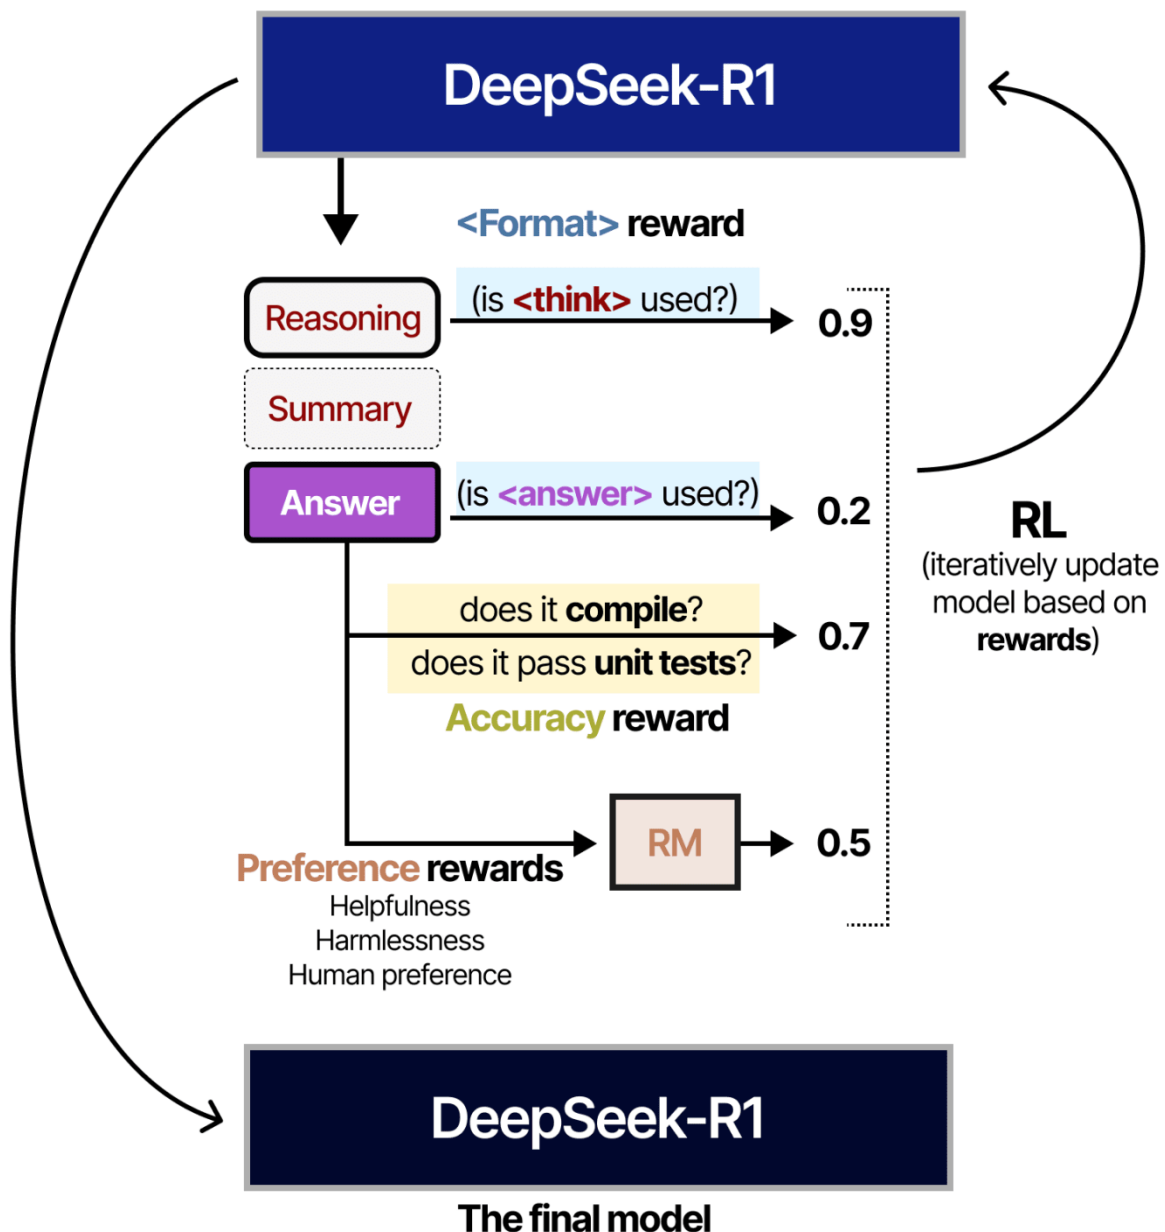 DeepSeek-R1
<Format> reward
(is <think> used?)
Reasoning
0.9
Summary
Answer
(is <answer> used?)
0.2
RL
(iteratively update
model based on
rewards)
does it compile?
0.7
does it pass unit tests?
Accuracy reward
RM
0.5
Preference rewards
Helpfulness
Harmlessness
Human preference
DeepSeek-R1
The final model